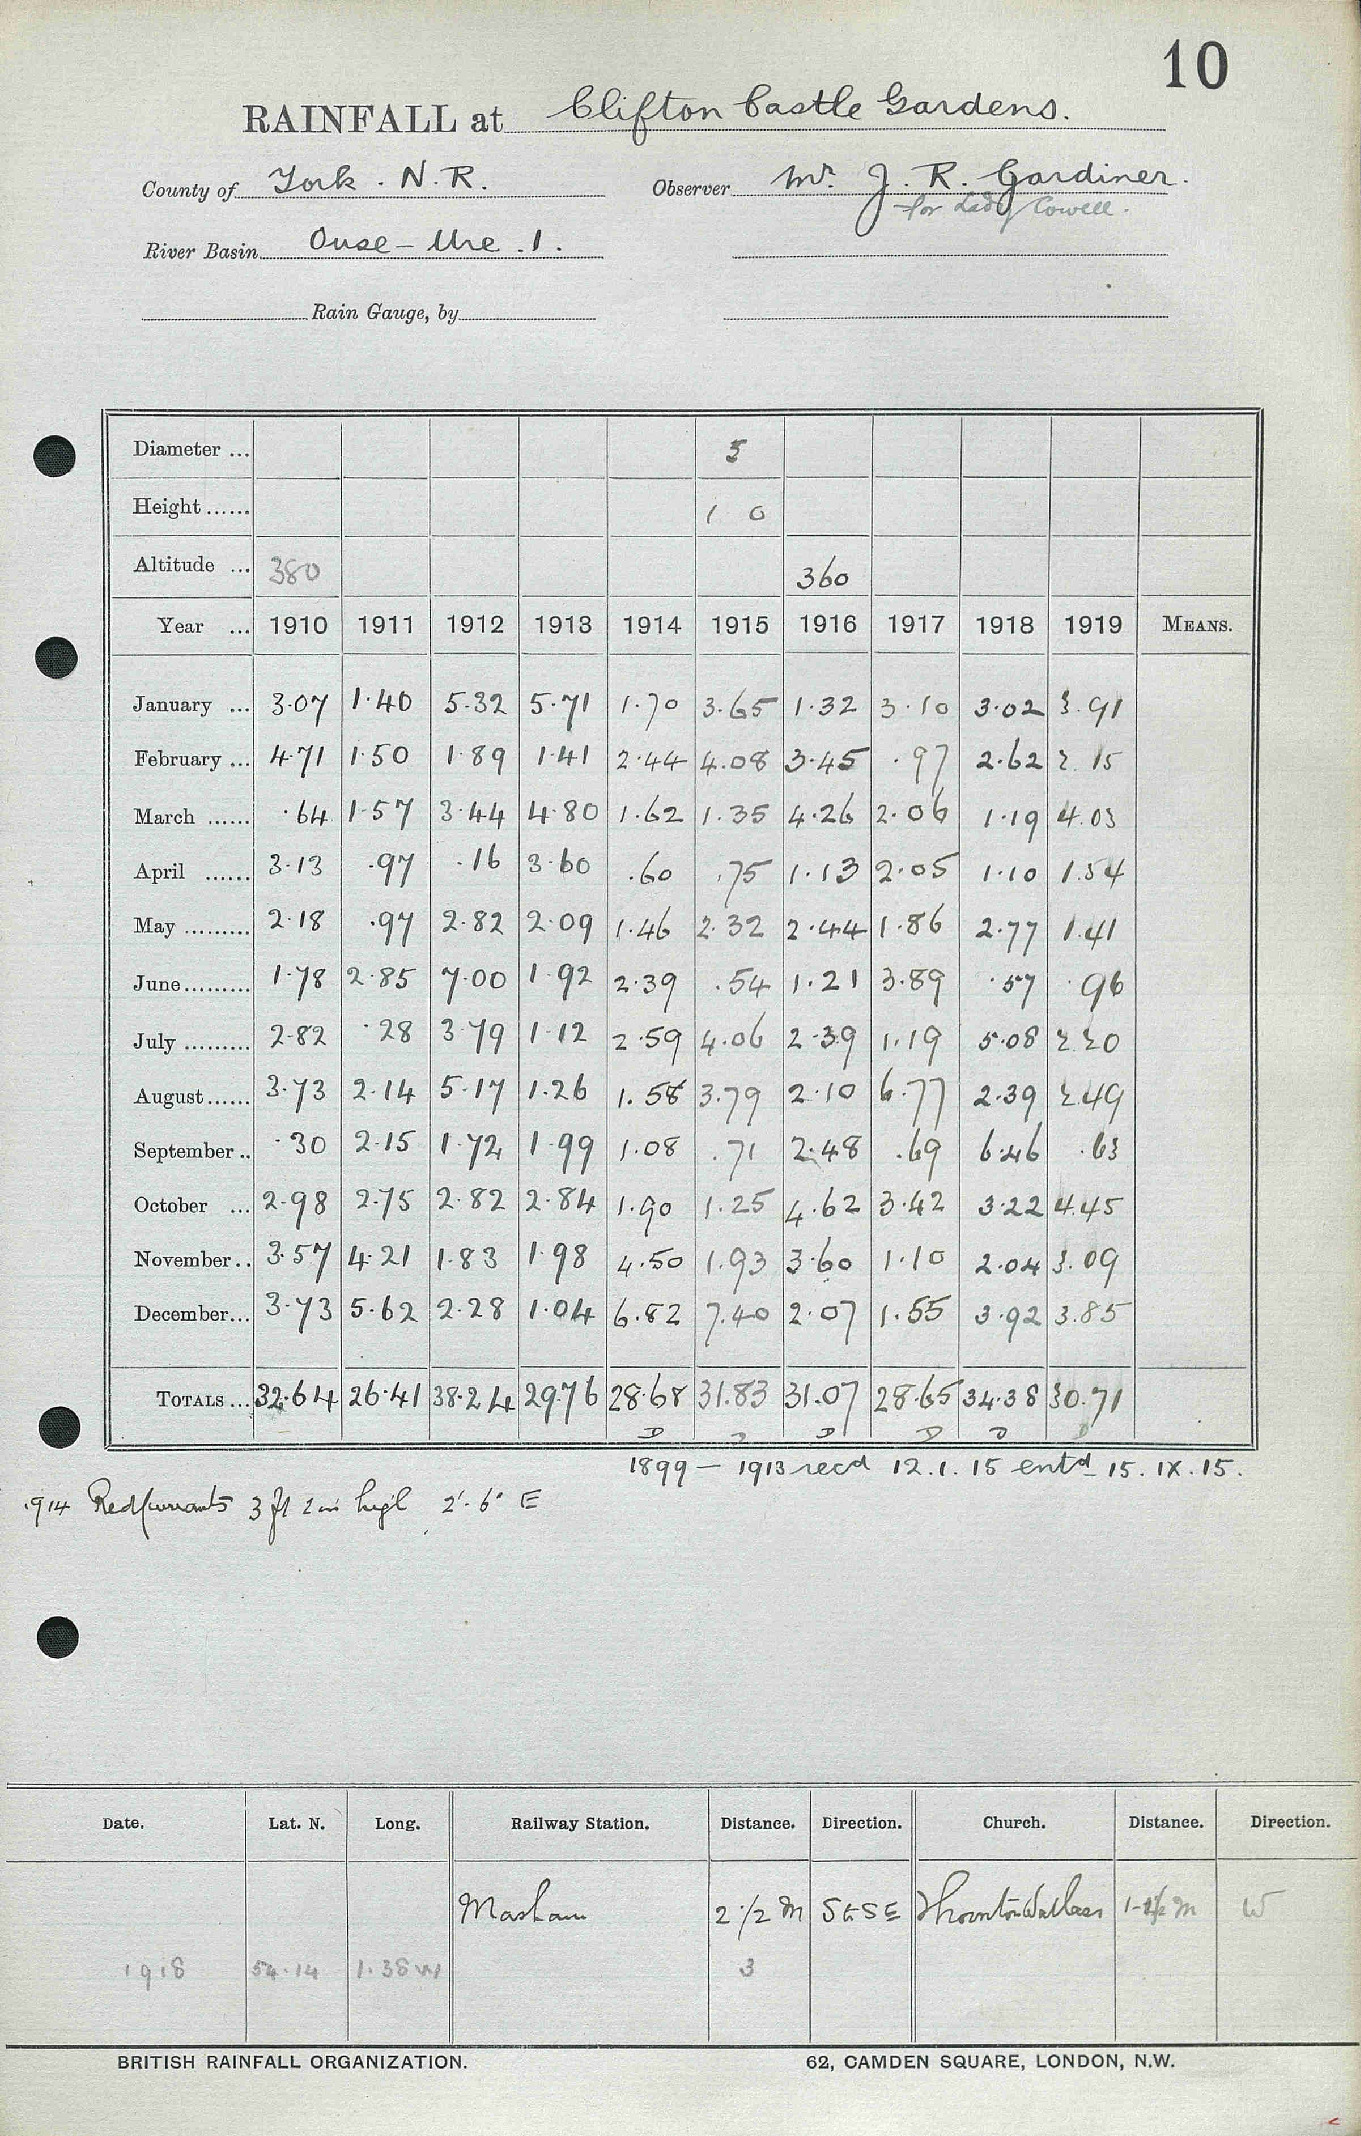 10
RAINFALL at Clifton Castle Gardens.
County of York . N. R. Observer Mr. J. R. Gardiner.
for Lady Cowell.
River Basin Ouse – Ure . 1.
Rain Gauge, by
Diameter ... 5
Height ...... 1 0
Altitude ... 380 360
Year ... 1910 1911 1912 1913 1914 1915 1916 1917 1918 1919 MEANS.
January ... 3.07 1.40 5.32 5.71 1.70 3.65 1.32 3.10 3.02 3.91
February ... 4.71 1.50 1.89 1.41 2.44 4.08 3.45 .97 2.62 2.15
March ...... .64 1.57 3.44 4.80 1.62 1.35 4.26 2.06 1.19 4.03
April ...... 3.13 .97 .16 3.60 .60 .75 1.13 2.05 1.10 1.54
May ......... 2.18 .97 2.82 2.09 1.46 2.32 2.44 1.86 2.77 1.41
June......... 1.78 2.85 7.00 1.92 2.39 .54 1.21 3.89 .57 .96
July ......... 2.82 .28 3.79 1.12 2.59 4.06 2.39 1.19 5.08 2.20
August...... 3.73 2.14 5.17 1.26 1.58 3.79 2.10 6.77 2.39 2.49
September .. .30 2.15 1.72 1.99 1.08 .71 2.48 .69 6.46 .63
October ... 2.98 2.75 2.82 2.84 1.90 1.25 4.62 3.42 3.22 4.45
November .. 3.57 4.21 1.83 1.98 4.50 1.93 3.60 1.10 2.04 3.09
December... 3.73 5.62 2.28 1.04 6.82 7.40 2.07 1.55 3.92 3.85
TOTALS ... 32.64 26.41 38.24 29.76 28.68 31.83 31.07 28.65 34.38 30.71
D D D D D D
1899 – 1913 recd 12.1.15 entd 15.IX.15.
1914 Redcurrants 3 ft 2 in high 2'. 6" E
Date. Lat. N. Long. Railway Station. Distance. Direction. Church. Distance. Direction.
Masham 2 1/2 m SESE Thornton Watlass m W
1918 54.14 1.38 W 3
BRITISH RAINFALL ORGANIZATION. 62, CAMDEN SQUARE, LONDON, N.W.